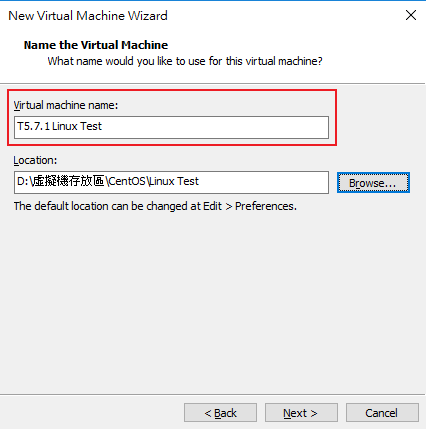 New Virtual Machine Wizard
Name the Virtual Machine
What name would you like to use for this virtual machine?
Virtual machine name:
T5.7.1 Linux Test
Location:
D:\虛擬機存放區\CentOS\Linux Test
Browse...
The default location can be changed at Edit > Preferences.
< Back
Next >
Cancel